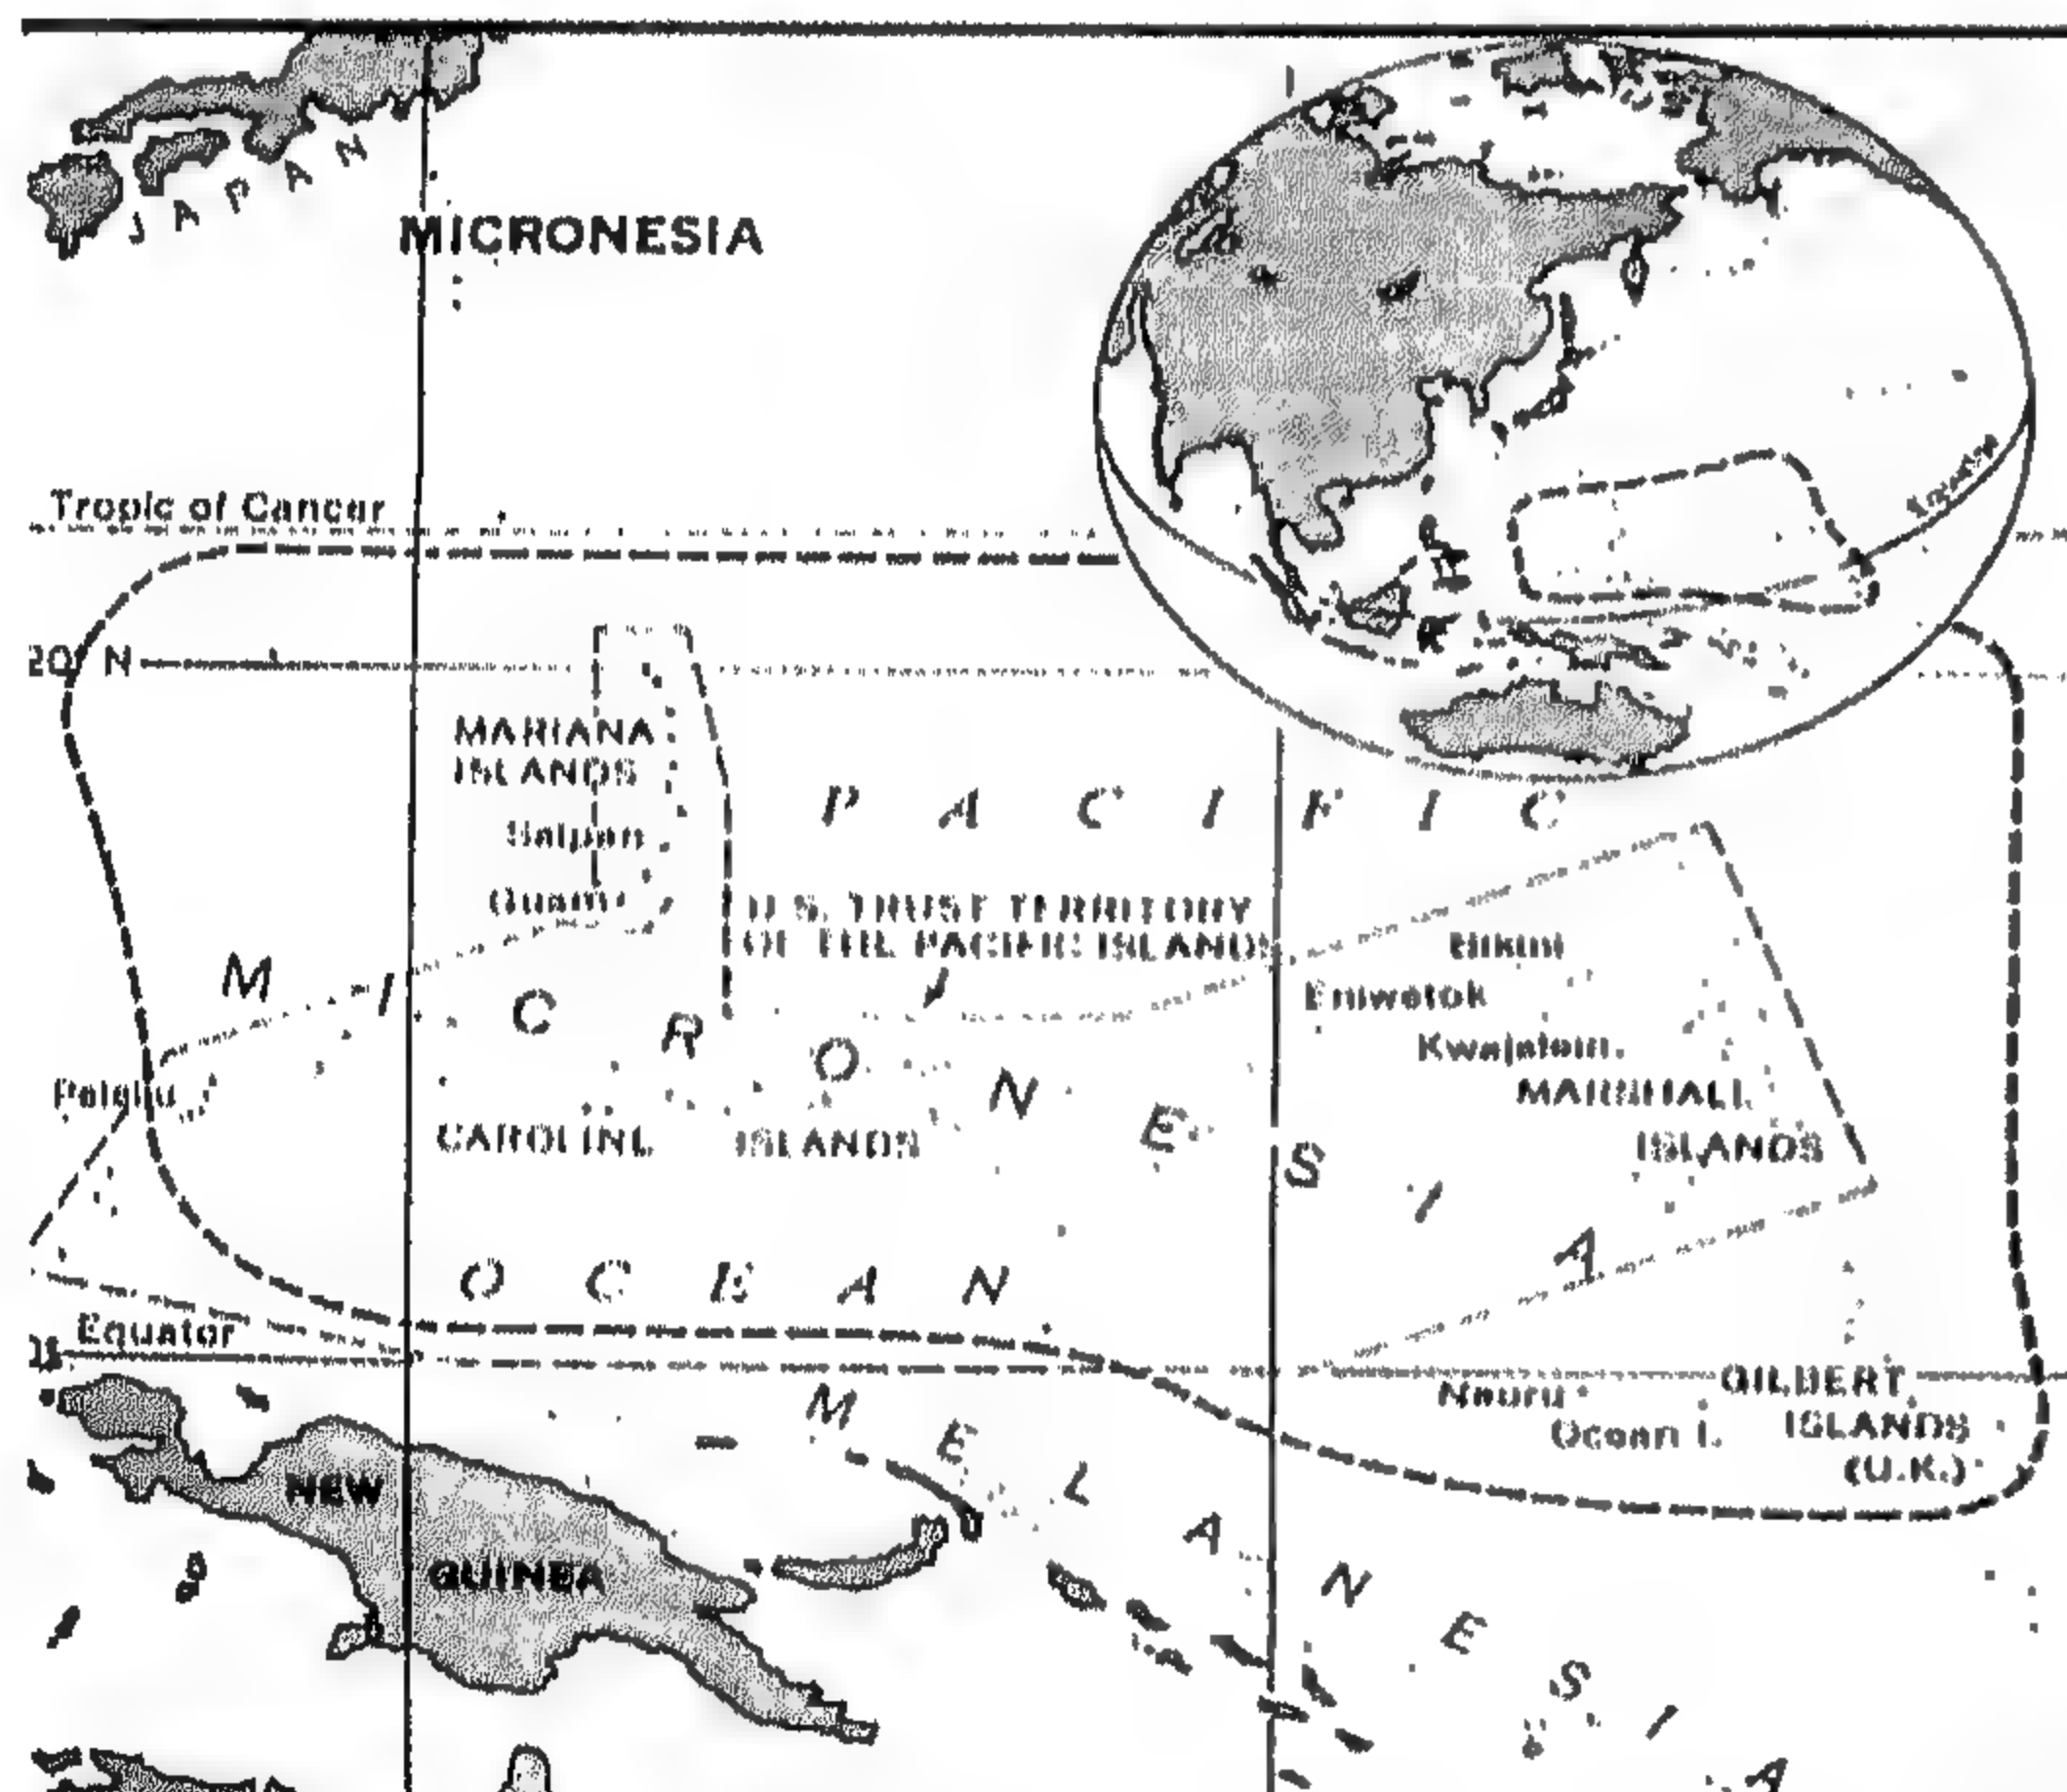 JAPAN
MICRONESIA
Tropic of Cancer
Equator
20° N
MARIANA
ISLANDS
Saipan
Guam
PACIFIC
U.S. TRUST TERRITORY
OF THE PACIFIC ISLANDS
Bikini
Eniwetok
Kwajalein
MARSHALL
ISLANDS
MICRONESIA
CAROLINE ISLANDS
OCEAN
Equator
Nauru
Ocean I.
GILBERT
ISLANDS
(U.K.)
MELANESIA
NEW
GUINEA